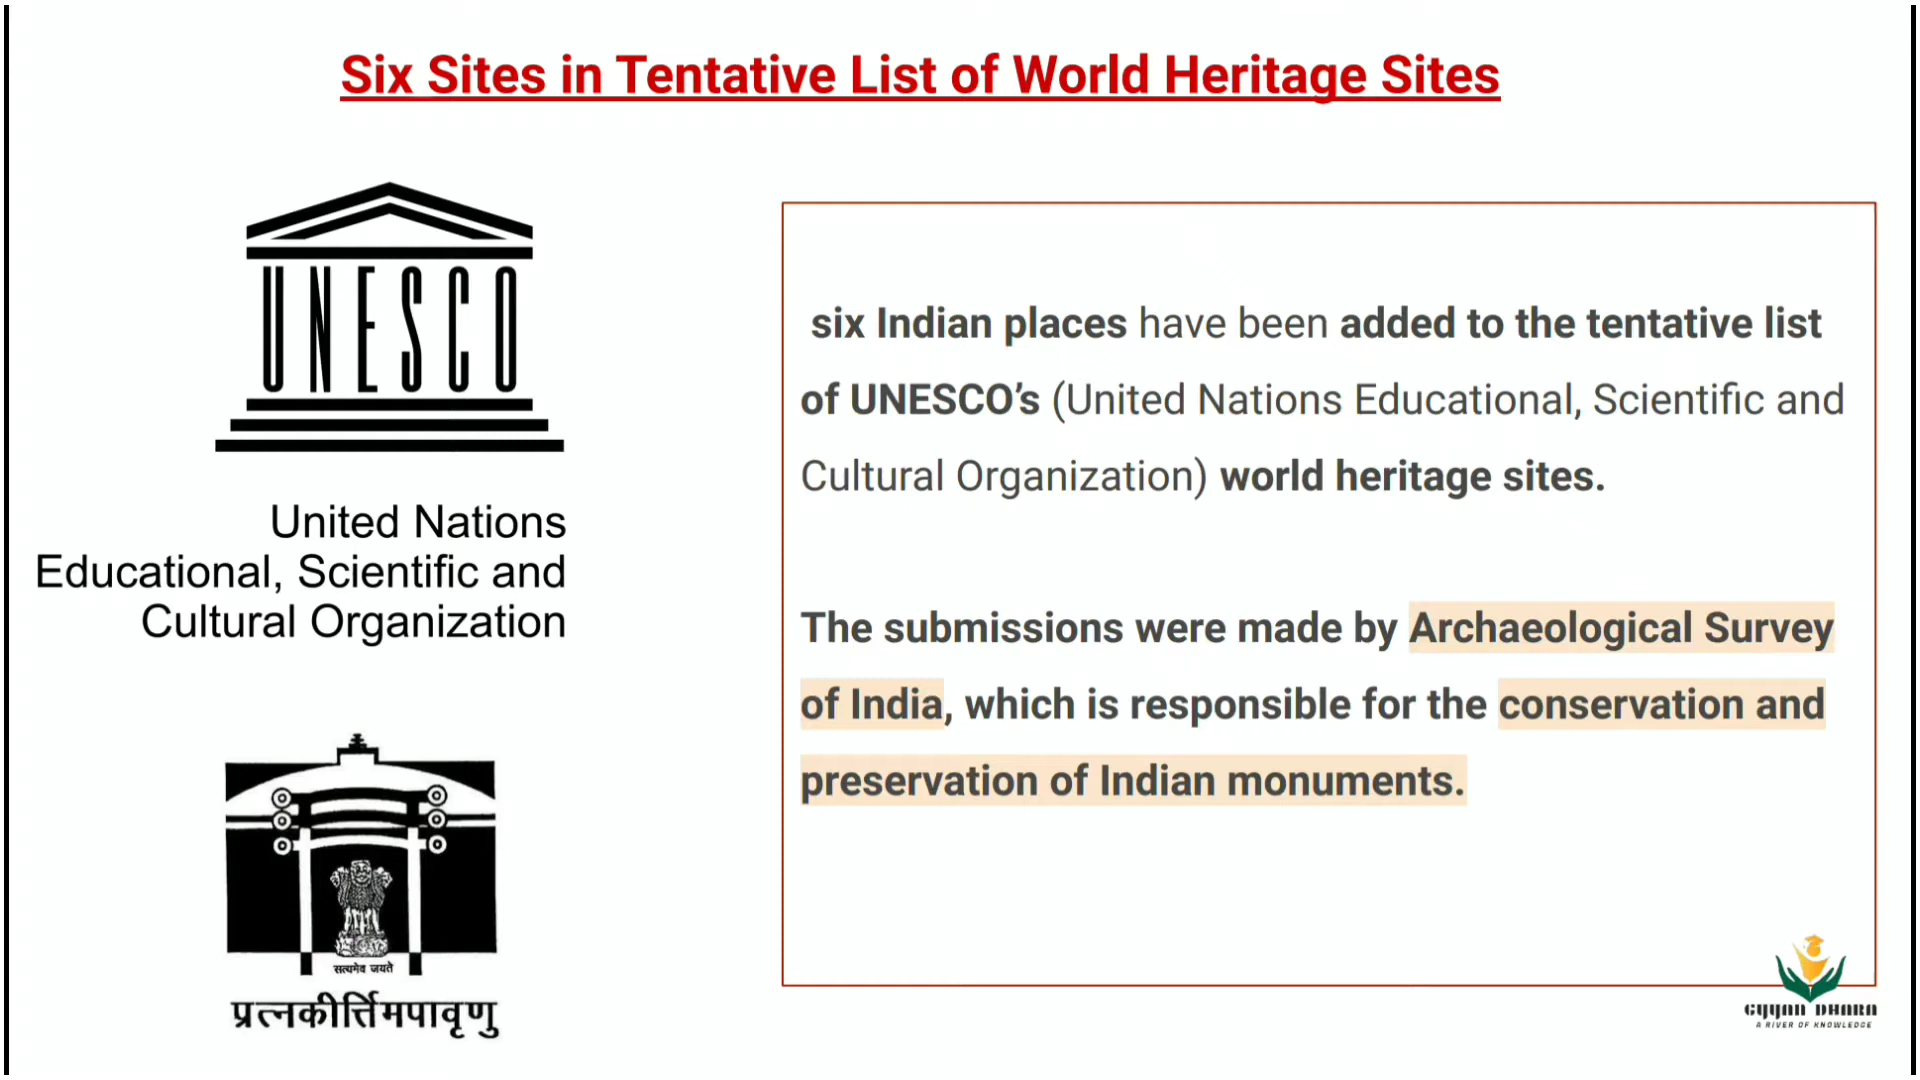 Six Sites in Tentative List of World Heritage Sites
UNESCO
United Nations
Educational, Scientific and
Cultural Organization
सत्यमेव जयते
प्रत्नकीर्त्तिमपावृणु
six Indian places have been added to the tentative list
of UNESCO’s (United Nations Educational, Scientific and
Cultural Organization) world heritage sites.
The submissions were made by Archaeological Survey
of India, which is responsible for the conservation and
preservation of Indian monuments.
GYYAN DHARA
A RIVER OF KNOWLEDGE